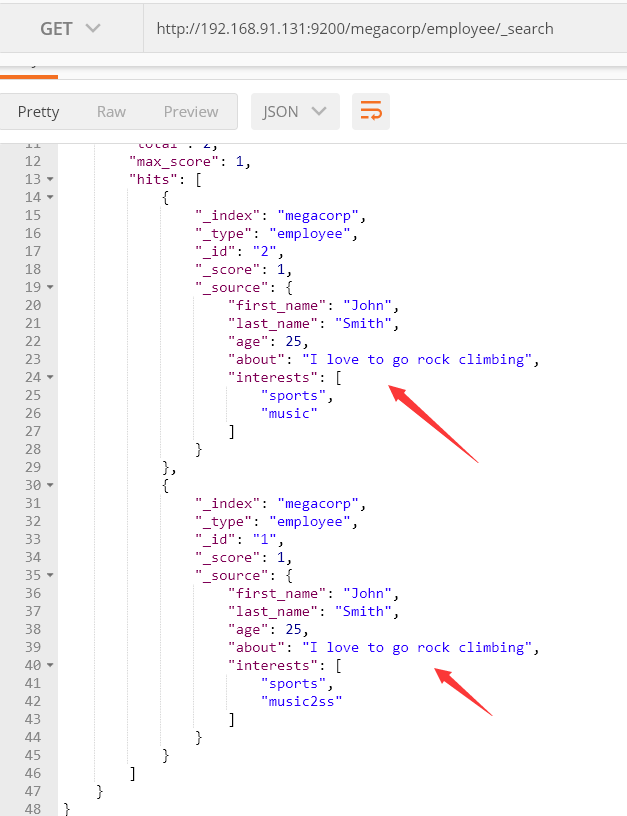 GET http://192.168.91.131:9200/megacorp/employee/_search
Pretty Raw Preview JSON
11 "total": 2,
12 "max_score": 1,
13 "hits": [
14 {
15 "_index": "megacorp",
16 "_type": "employee",
17 "_id": "2",
18 "_score": 1,
19 "_source": {
20 "first_name": "John",
21 "last_name": "Smith",
22 "age": 25,
23 "about": "I love to go rock climbing",
24 "interests": [
25 "sports",
26 "music"
27 ]
28 }
29 },
30 {
31 "_index": "megacorp",
32 "_type": "employee",
33 "_id": "1",
34 "_score": 1,
35 "_source": {
36 "first_name": "John",
37 "last_name": "Smith",
38 "age": 25,
39 "about": "I love to go rock climbing",
40 "interests": [
41 "sports",
42 "music2ss"
43 ]
44 }
45 }
46 ]
47 }
48 }